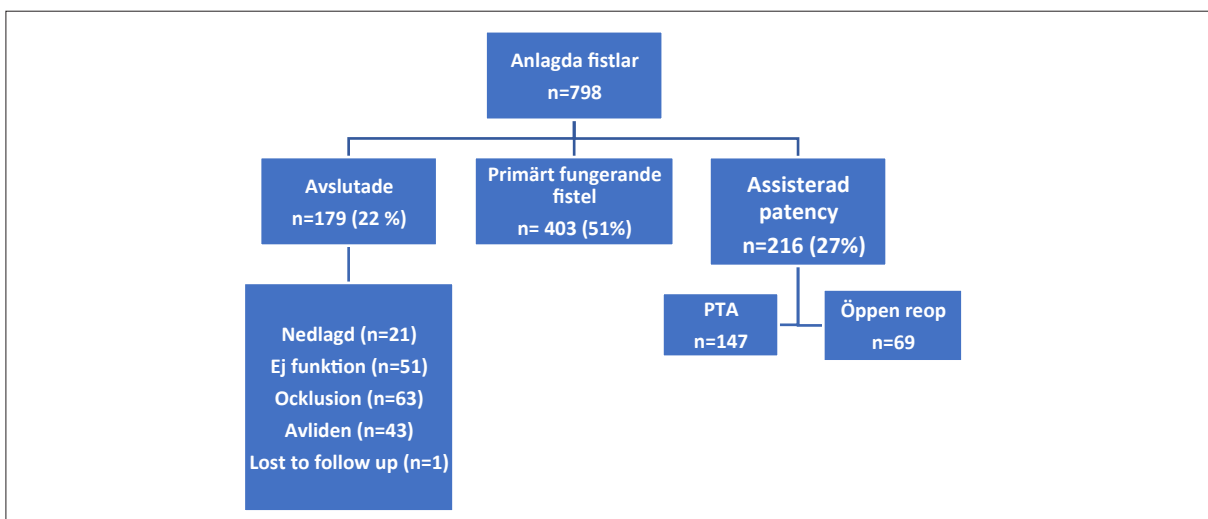 Anlagda fistlar
n=798
Avslutade
n=179 (22 %)
Primärt fungerande
fistel
n= 403 (51%)
Assisterad
patency
n=216 (27%)
Nedlagd (n=21)
Ej funktion (n=51)
Ocklusion (n=63)
Avliden (n=43)
Lost to follow up (n=1)
PTA
n=147
Öppen reop
n=69